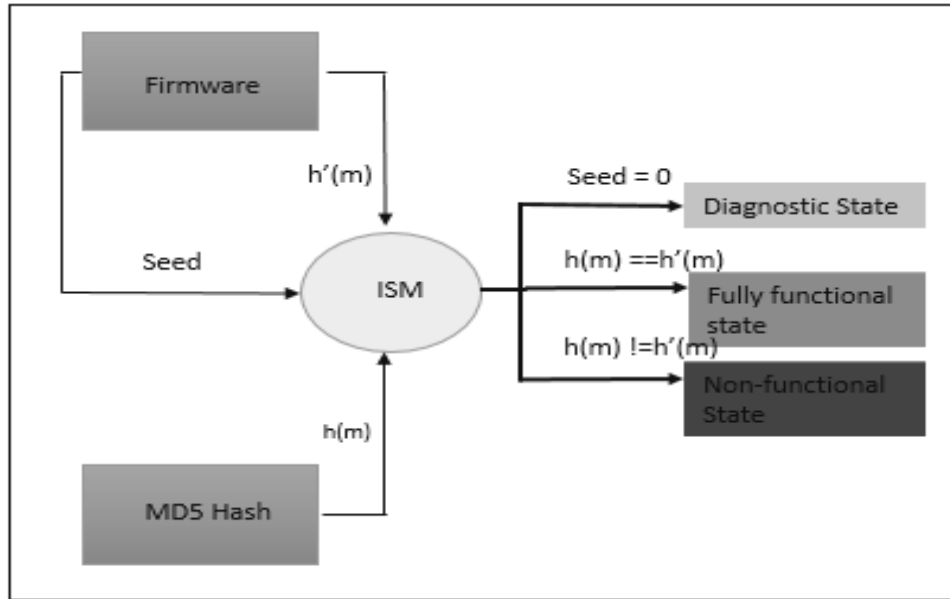 Firmware
h′(m)
Seed = 0
Diagnostic State
Seed
h(m) ==h′(m)
ISM
Fully functional
state
h(m) !=h′(m)
Non-functional
State
h(m)
MD5 Hash